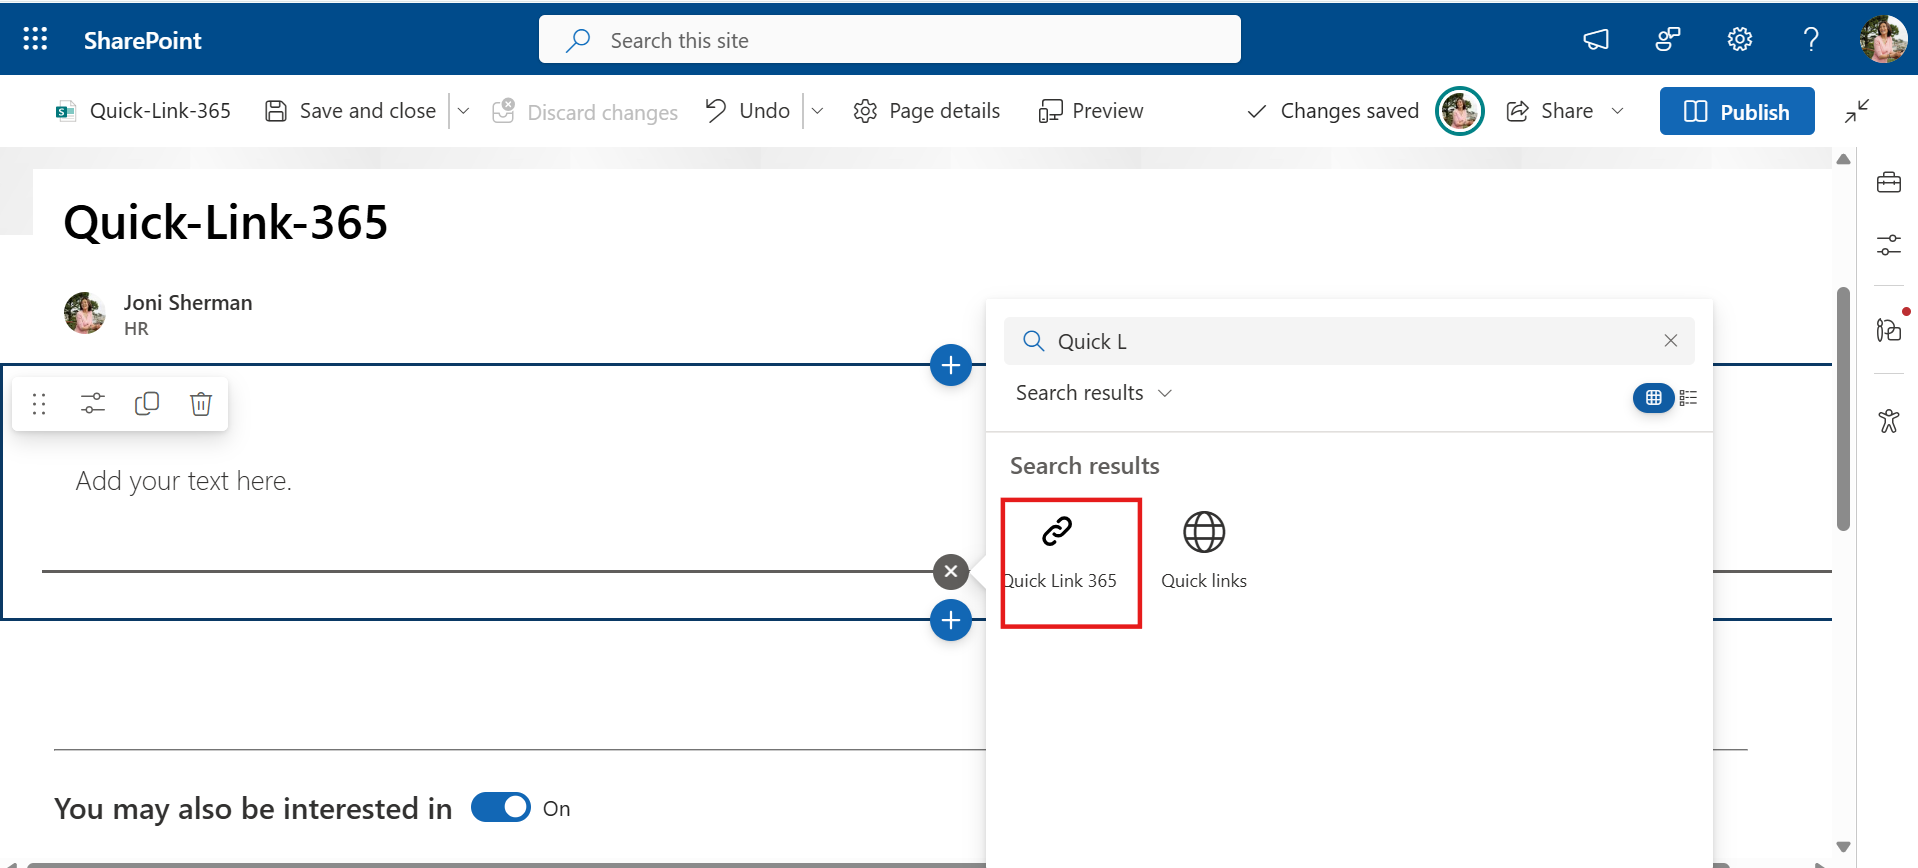 SharePoint
Search this site
Quick-Link-365
Save and close
Discard changes
Undo
Page details
Preview
Changes saved
Share
Publish
Quick-Link-365
Joni Sherman
HR
Add your text here.
Quick L
Search results
Search results
Quick Link 365
Quick links
You may also be interested in
On